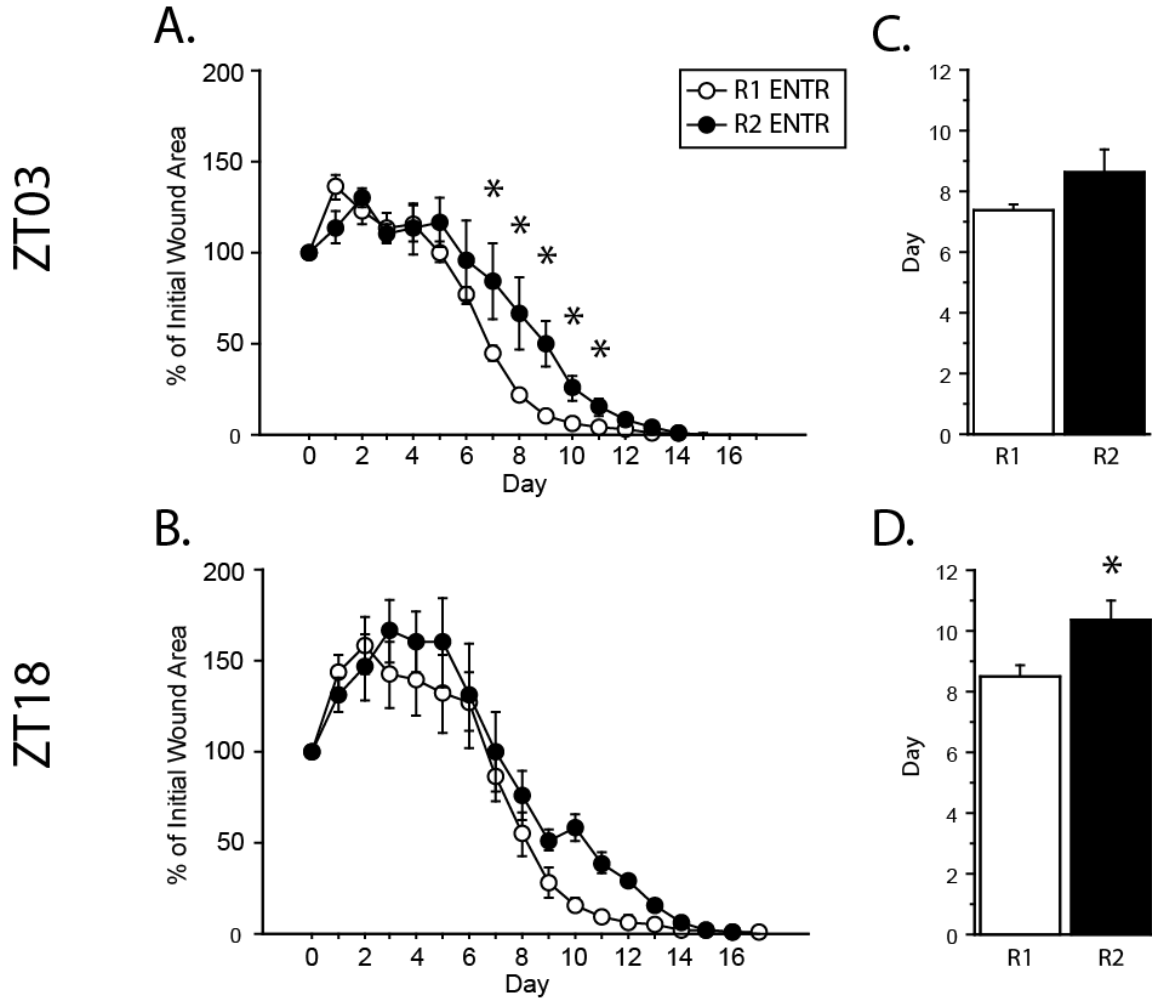 A.
ZT03
% of Initial Wound Area
200
150
100
50
0
R1 ENTR
R2 ENTR
* * * * *
0 2 4 6 8 10 12 14 16
Day
C.
Day
12
10
8
6
4
2
0
R1 R2
B.
ZT18
% of Initial Wound Area
200
150
100
50
0
0 2 4 6 8 10 12 14 16
Day
D.
*
Day
12
10
8
6
4
2
0
R1 R2